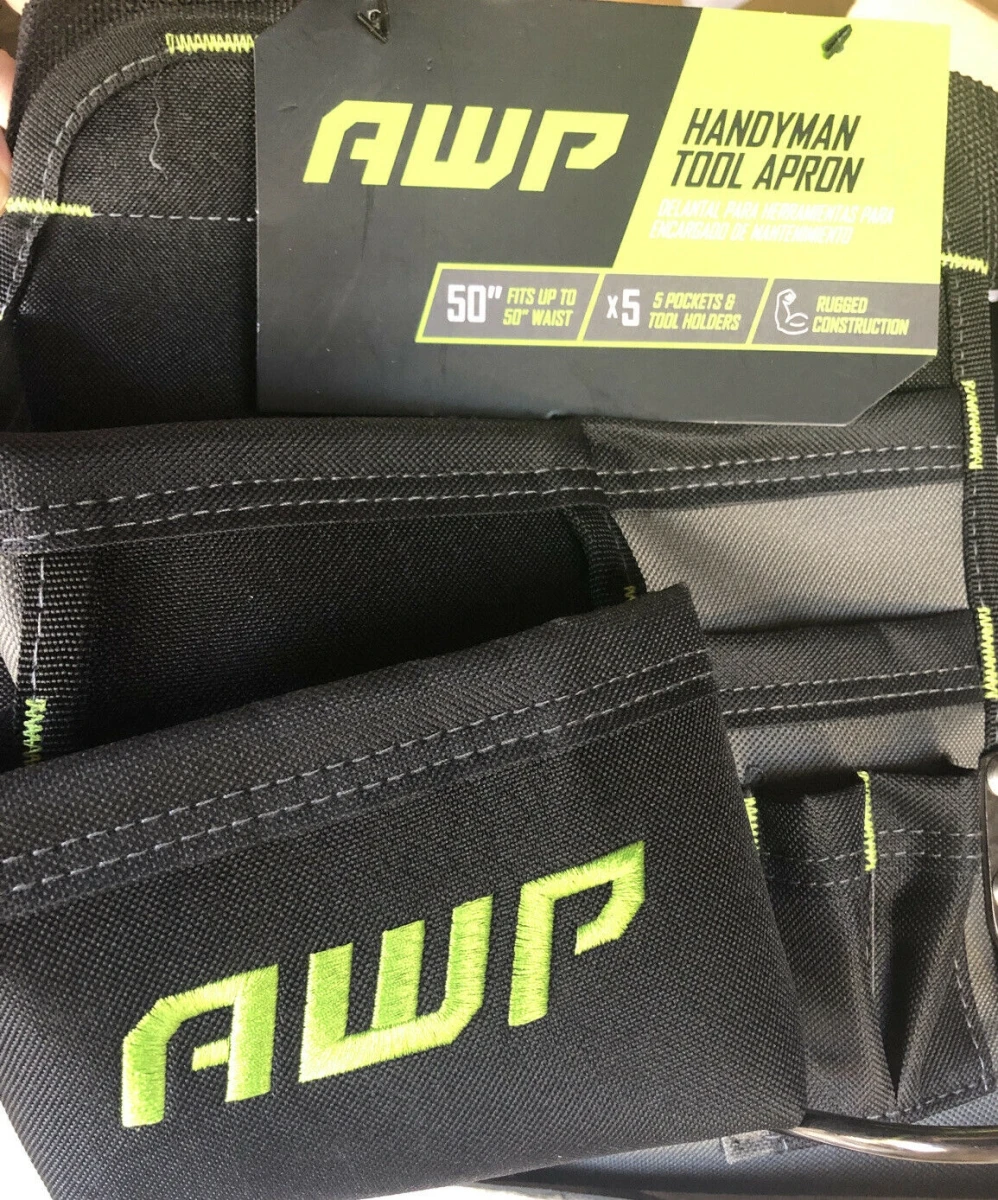 AWP
HANDYMAN
TOOL APRON
DELANTAL PARA HERRAMIENTAS PARA
ENCARGADO DE MANTENIMIENTO
50"
FITS UP TO
50" WAIST
x5
5 POCKETS &
TOOL HOLDERS
RUGGED
CONSTRUCTION
AWP